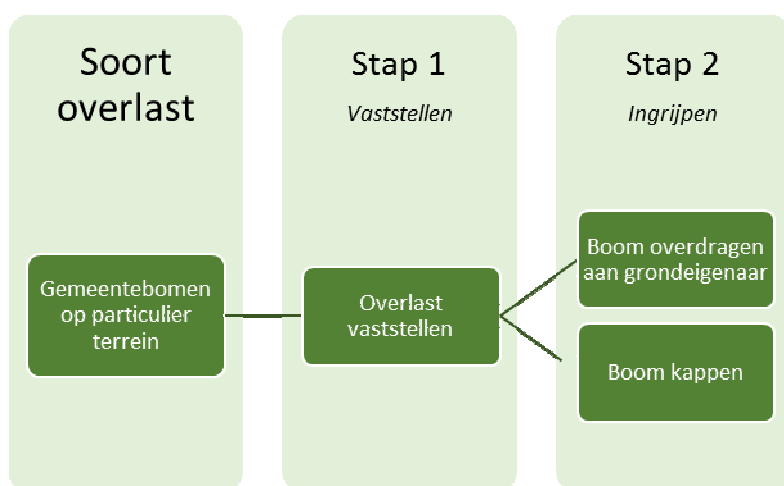 Soort
overlast
Stap 1
Vaststellen
Stap 2
Ingrijpen
Gemeentebomen
op particulier
terrein
Overlast
vaststellen
Boom overdragen
aan grondeigenaar
Boom kappen